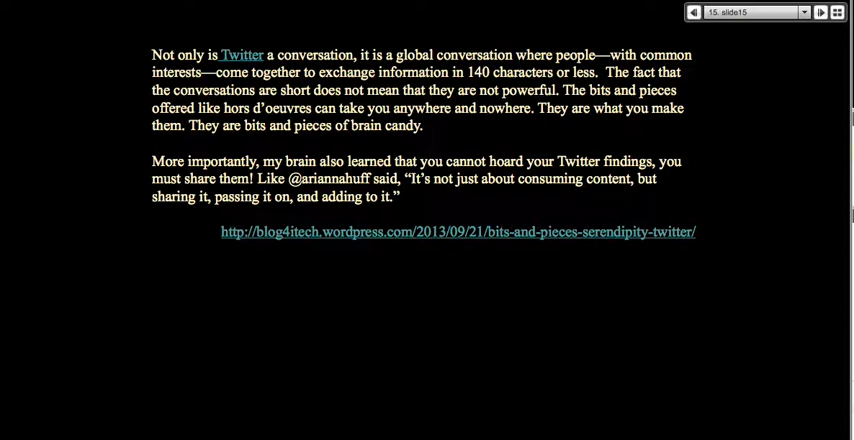 15. slide15
Not only is Twitter a conversation, it is a global conversation where people—with common
interests—come together to exchange information in 140 characters or less.  The fact that
the conversations are short does not mean that they are not powerful. The bits and pieces
offered like hors d’oeuvres can take you anywhere and nowhere. They are what you make
them. They are bits and pieces of brain candy.
More importantly, my brain also learned that you cannot hoard your Twitter findings, you
must share them! Like @ariannahuff said, “It’s not just about consuming content, but
sharing it, passing it on, and adding to it.”
http://blog4itech.wordpress.com/2013/09/21/bits-and-pieces-serendipity-twitter/